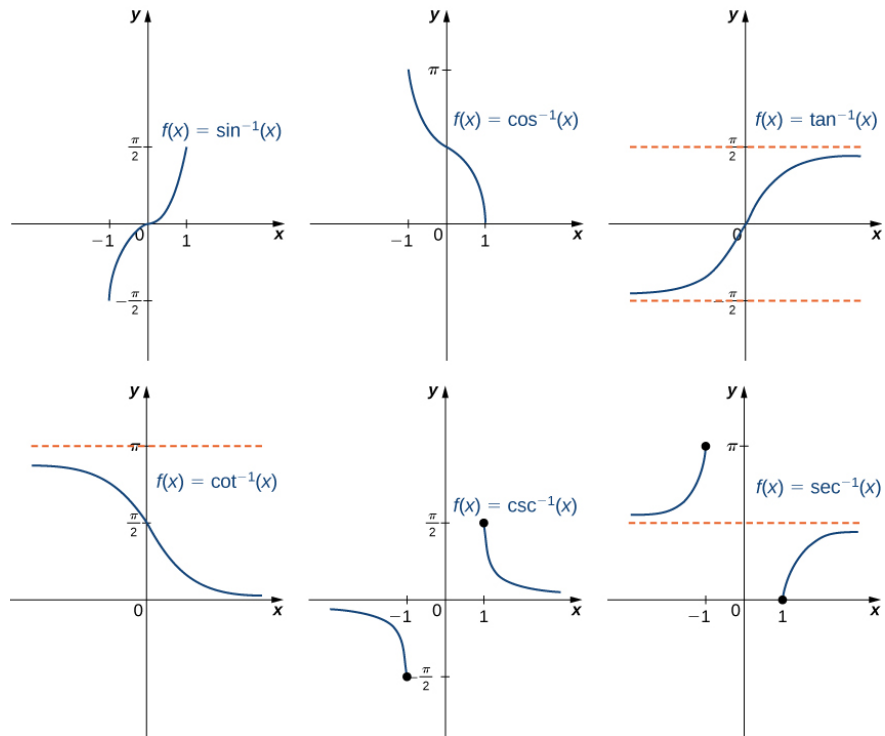 y
f(x) = sin⁻¹(x)
π/2
−1 0 1 x
−π/2
y
π
f(x) = cos⁻¹(x)
−1 0 1 x
y
f(x) = tan⁻¹(x)
π/2
0 x
−π/2
y
π
f(x) = cot⁻¹(x)
π/2
0 x
y
f(x) = csc⁻¹(x)
π/2
−1 0 1 x
−π/2
y
π
f(x) = sec⁻¹(x)
−1 0 1 x